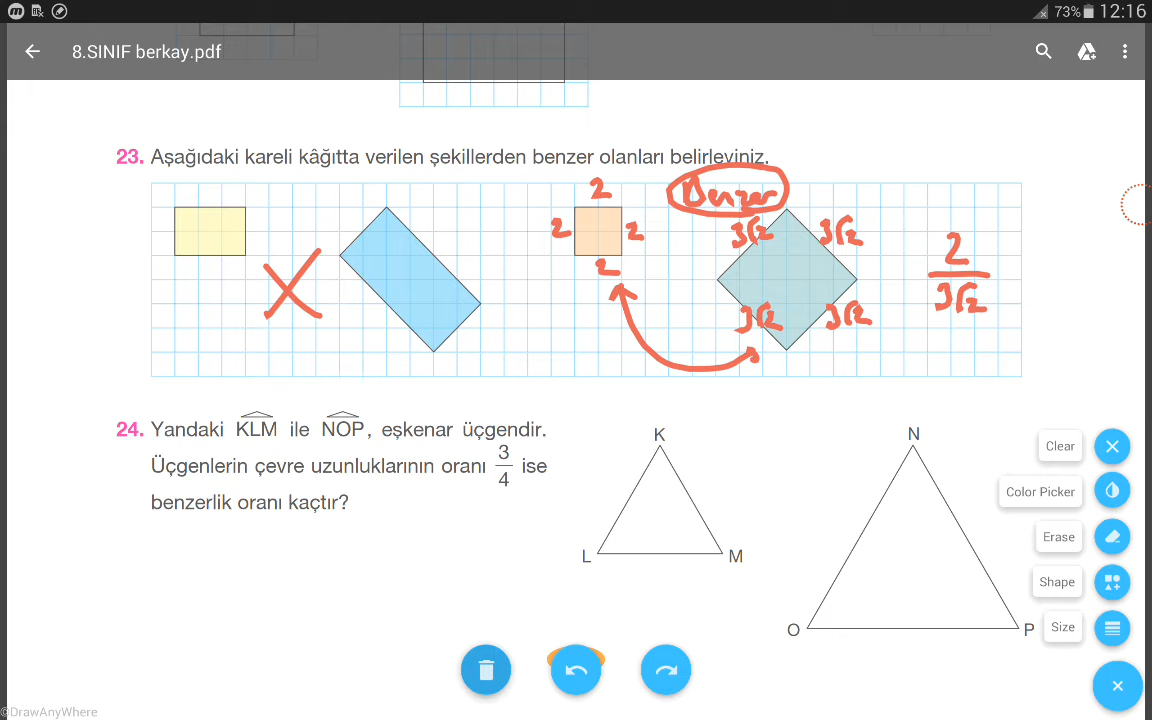 73% 12:16
8.SINIF berkay.pdf
23. Aşağıdaki kareli kâğıtta verilen şekillerden benzer olanları belirleyiniz.
2
Benzer
2
2
2
3√2
3√2
3√2
3√2
2
3√2
24. Yandaki KLM ile NOP, eşkenar üçgendir.
Üçgenlerin çevre uzunluklarının oranı 3/4 ise
benzerlik oranı kaçtır?
K
L
M
N
O
P
Clear
Color Picker
Erase
Shape
Size
©DrawAnyWhere